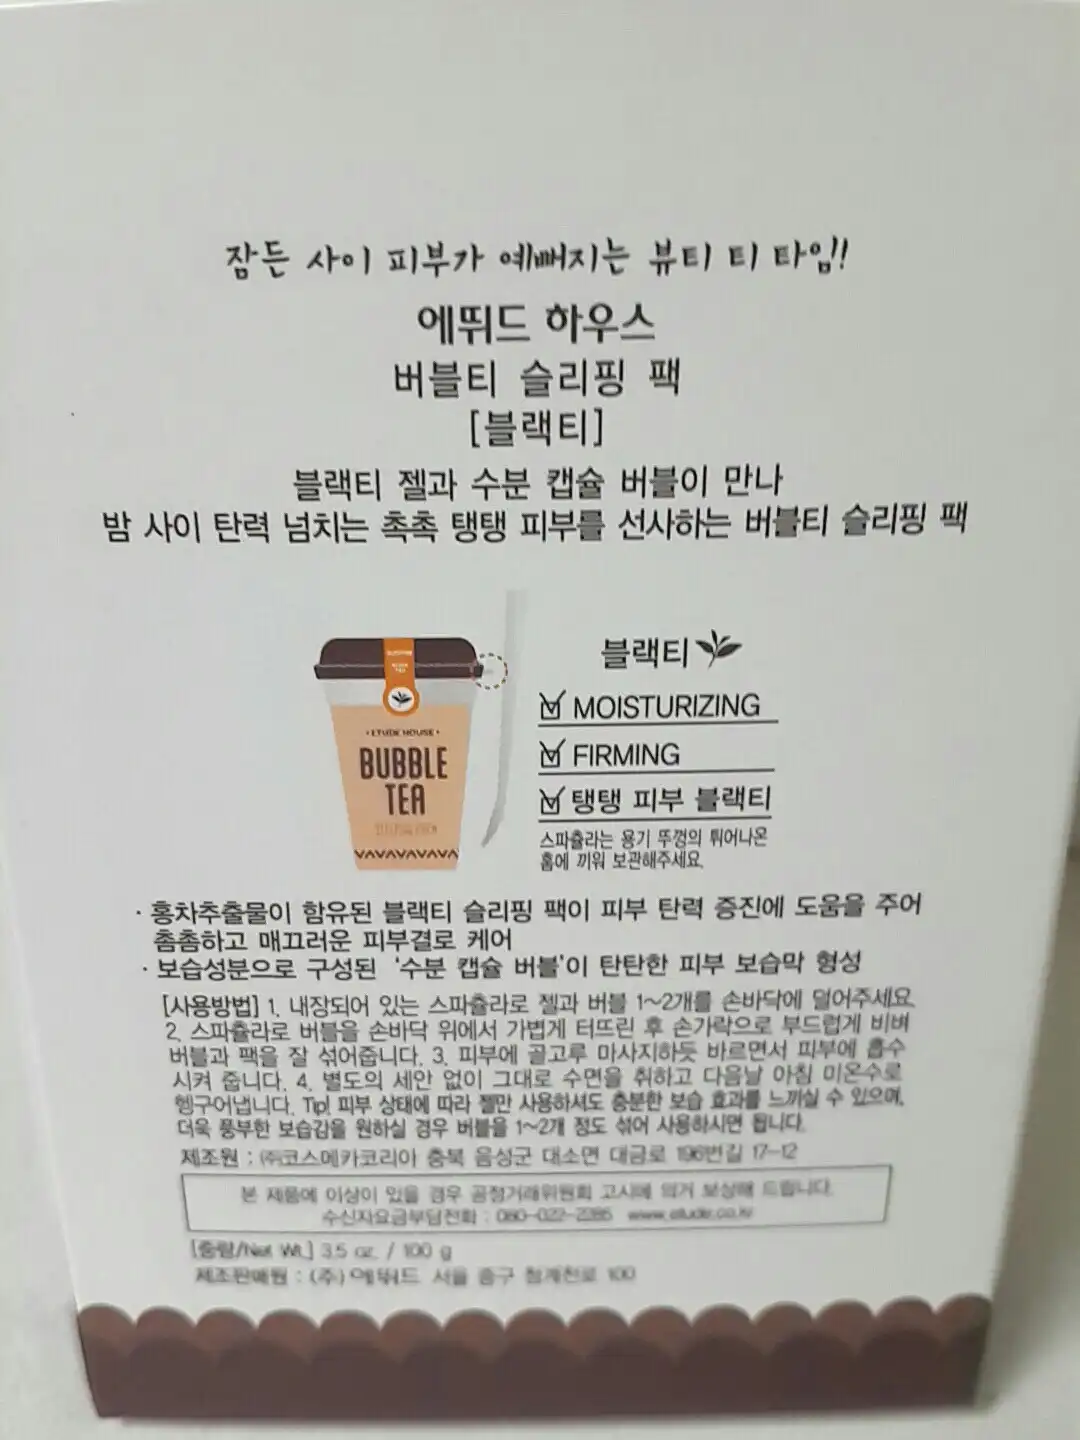 잠든 사이 피부가 예뻐지는 뷰티 티 타임!!
에뛰드 하우스
버블티 슬리핑 팩
[블랙티]
블랙티 젤과 수분 캡슐 버블이 만나
밤 사이 탄력 넘치는 촉촉 탱탱 피부를 선사하는 버블티 슬리핑 팩
블랙티
MOISTURIZING
FIRMING
탱탱 피부 블랙티
스파츌라는 용기 뚜껑의 튀어나온
홈에 끼워 보관해주세요.
• ETUDE HOUSE •
BUBBLE
TEA
· 홍차추출물이 함유된 블랙티 슬리핑 팩이 피부 탄력 증진에 도움을 주어
촘촘하고 매끄러운 피부결로 케어
· 보습성분으로 구성된 '수분 캡슐 버블'이 탄탄한 피부 보습막 형성
[사용방법] 1. 내장되어 있는 스파츌라로 젤과 버블 1~2개를 손바닥에 덜어주세요.
2. 스파츌라로 버블을 손바닥 위에서 가볍게 터뜨린 후 손가락으로 부드럽게 비벼
버블과 팩을 잘 섞어줍니다. 3. 피부에 골고루 마사지하듯 바르면서 피부에 흡수
시켜 줍니다. 4. 별도의 세안 없이 그대로 수면을 취하고 다음날 아침 미온수로
헹구어냅니다. Tip! 피부 상태에 따라 젤만 사용하셔도 충분한 보습 효과를 느끼실 수 있으며,
더욱 풍부한 보습감을 원하실 경우 버블을 1~2개 정도 섞어 사용하시면 됩니다.
제조원 : ㈜코스메카코리아 충북 음성군 대소면 대금로 196번길 17-12
본 제품에 이상이 있을 경우 공정거래위원회 고시에 의거 보상해 드립니다.
수신자요금부담전화 : 080-022-2285 www.etude.co.kr
[중량/Net Wt.] 3.5 oz. / 100 g
제조판매원 : (주)에뛰드 서울 중구 청계천로 100